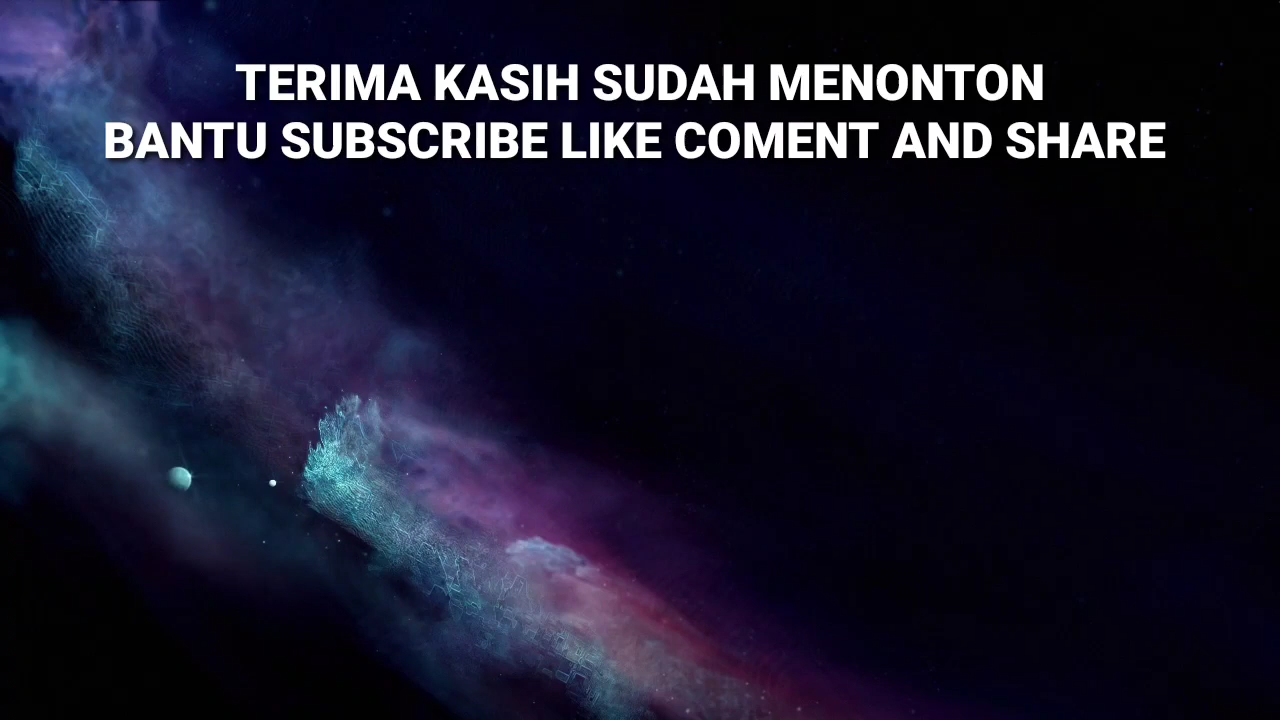 TERIMA KASIH SUDAH MENONTON
BANTU SUBSCRIBE LIKE COMENT AND SHARE